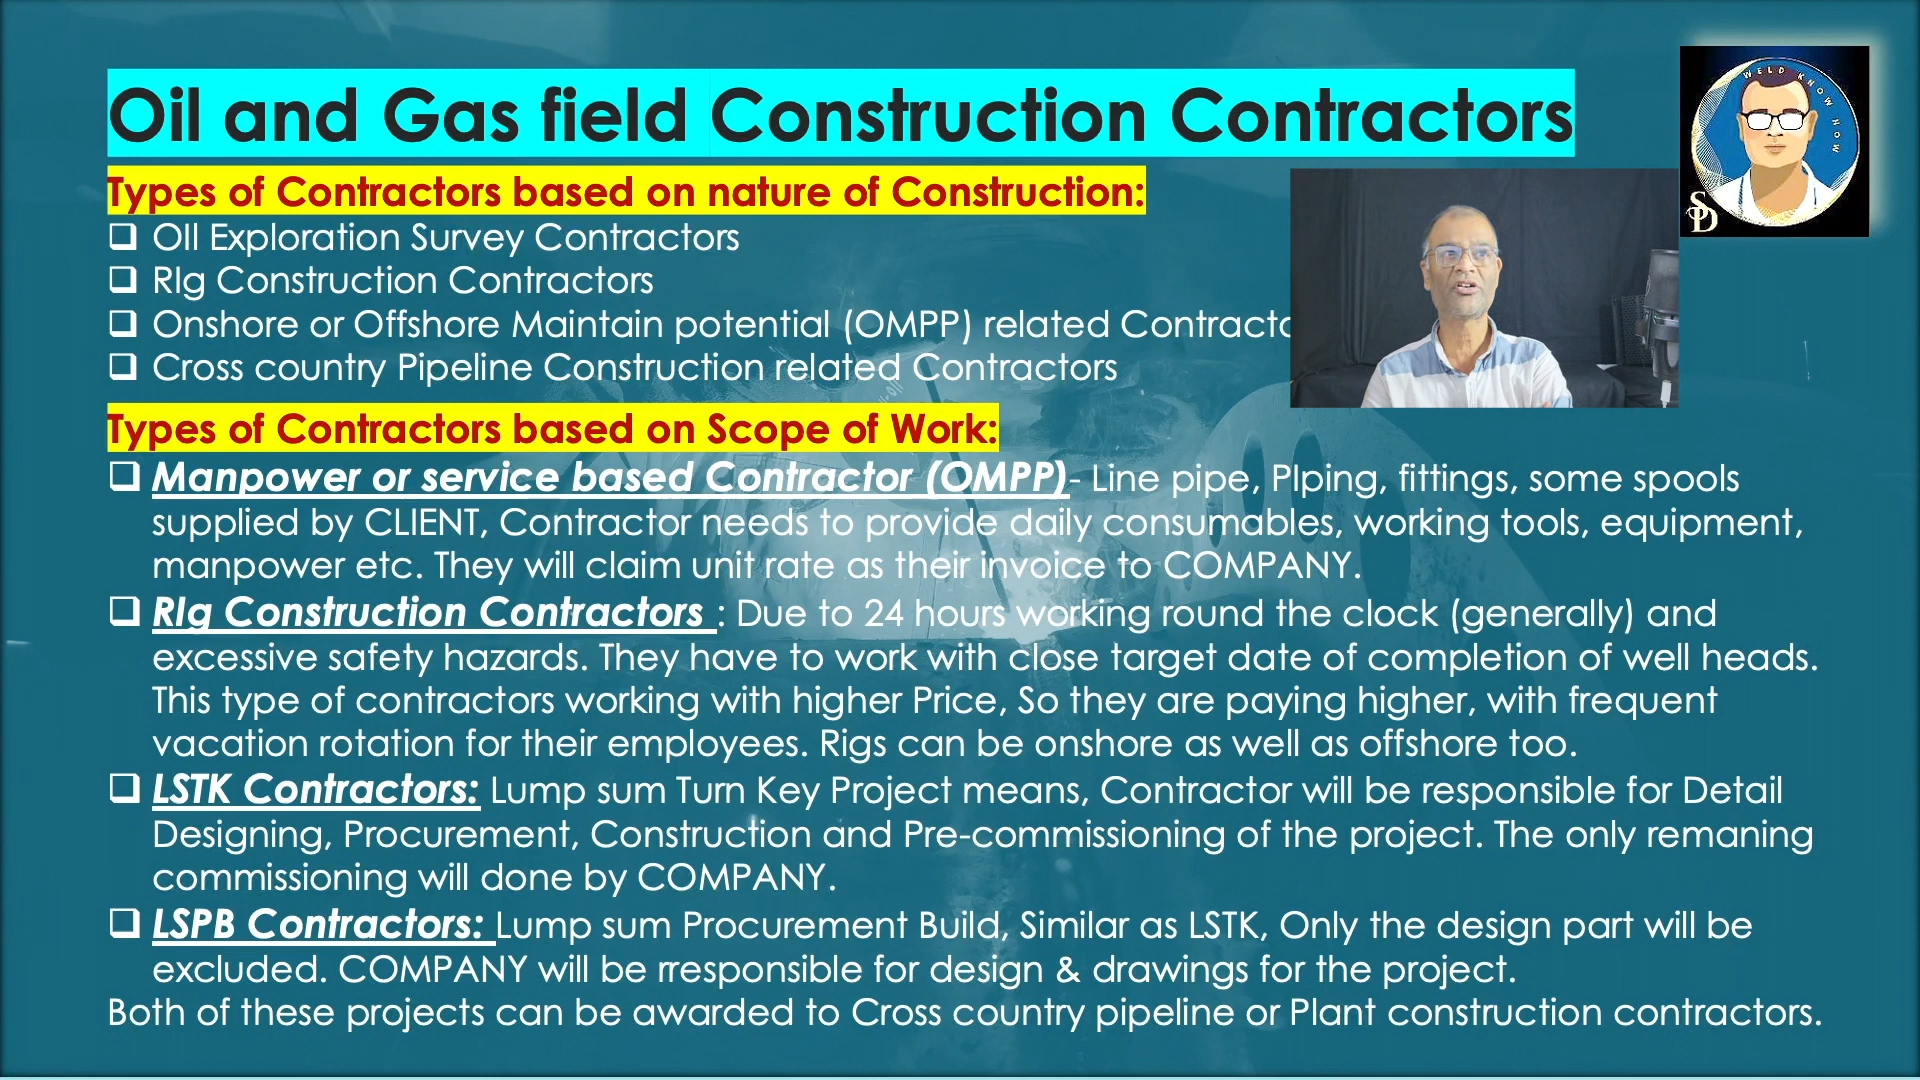 Oil and Gas field Construction Contractors
WELD KNOW HOW
SD
Types of Contractors based on nature of Construction:
❑ OIl Exploration Survey Contractors
❑ RIg Construction Contractors
❑ Onshore or Offshore Maintain potential (OMPP) related Contracto
❑ Cross country Pipeline Construction related Contractors
Types of Contractors based on Scope of Work:
❑ Manpower or service based Contractor (OMPP)- Line pipe, PIping, fittings, some spools
supplied by CLIENT, Contractor needs to provide daily consumables, working tools, equipment,
manpower etc. They will claim unit rate as their invoice to COMPANY.
❑ RIg Construction Contractors : Due to 24 hours working round the clock (generally) and
excessive safety hazards. They have to work with close target date of completion of well heads.
This type of contractors working with higher Price, So they are paying higher, with frequent
vacation rotation for their employees. Rigs can be onshore as well as offshore too.
❑ LSTK Contractors: Lump sum Turn Key Project means, Contractor will be responsible for Detail
Designing, Procurement, Construction and Pre-commissioning of the project. The only remaning
commissioning will done by COMPANY.
❑ LSPB Contractors: Lump sum Procurement Build, Similar as LSTK, Only the design part will be
excluded. COMPANY will be rresponsible for design & drawings for the project.
Both of these projects can be awarded to Cross country pipeline or Plant construction contractors.